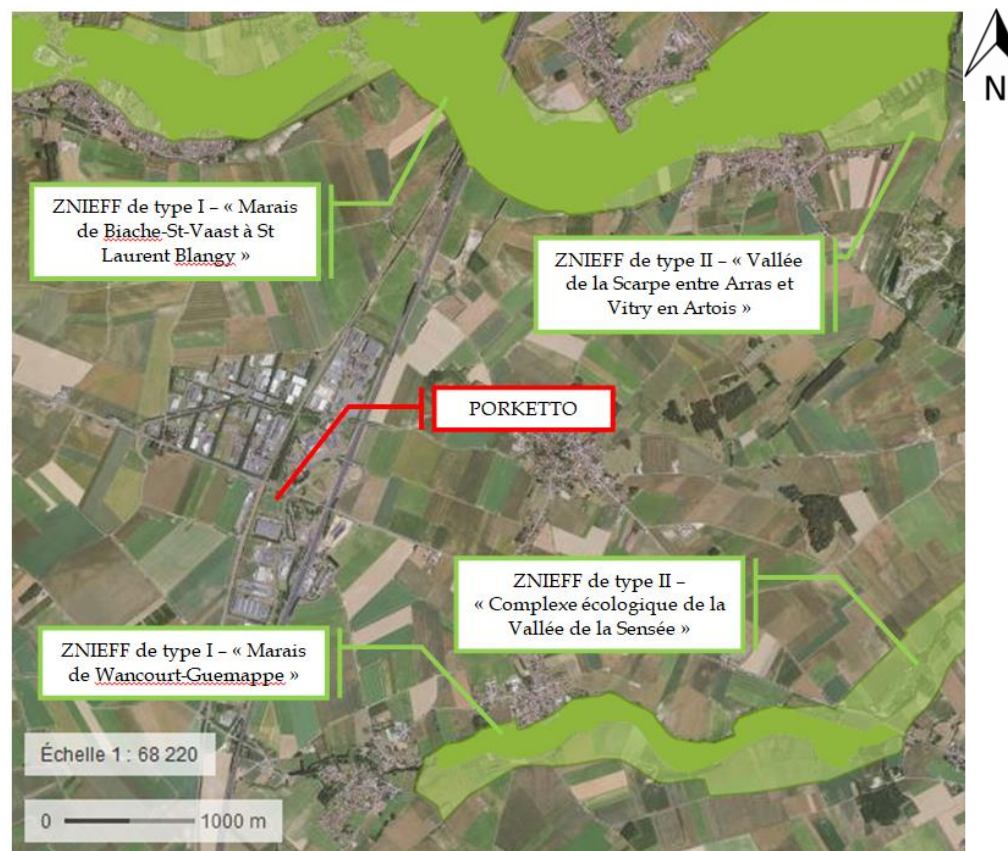 N
ZNIEFF de type I – « Marais
de Biache-St-Vaast à St
Laurent Blangy »
ZNIEFF de type II – « Vallée
de la Scarpe entre Arras et
Vitry en Artois »
PORKETTO
ZNIEFF de type II –
« Complexe écologique de la
Vallée de la Sensée »
ZNIEFF de type I – « Marais
de Wancourt-Guemappe »
Échelle 1 : 68 220
0 1000 m